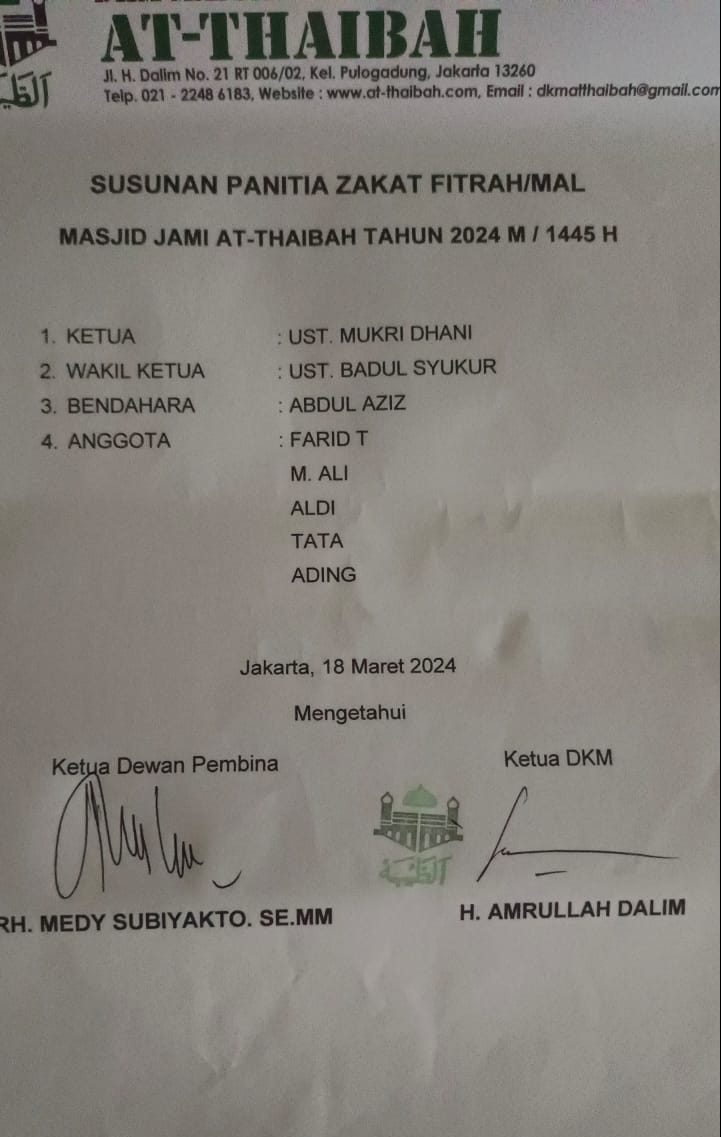 AT-THAIBAH
Jl. H. Dalim No. 21 RT 006/02, Kel. Pulogadung, Jakarta 13260
Telp. 021 - 2248 6183, Website : www.at-thaibah.com, Email : dkmatthaibah@gmail.com
SUSUNAN PANITIA ZAKAT FITRAH/MAL
MASJID JAMI AT-THAIBAH TAHUN 2024 M / 1445 H
1. KETUA : UST. MUKRI DHANI
2. WAKIL KETUA : UST. BADUL SYUKUR
3. BENDAHARA : ABDUL AZIZ
4. ANGGOTA : FARID T
M. ALI
ALDI
TATA
ADING
Jakarta, 18 Maret 2024
Mengetahui
Ketua Dewan Pembina Ketua DKM
الطَّيِّبَة
RH. MEDY SUBIYAKTO. SE.MM H. AMRULLAH DALIM